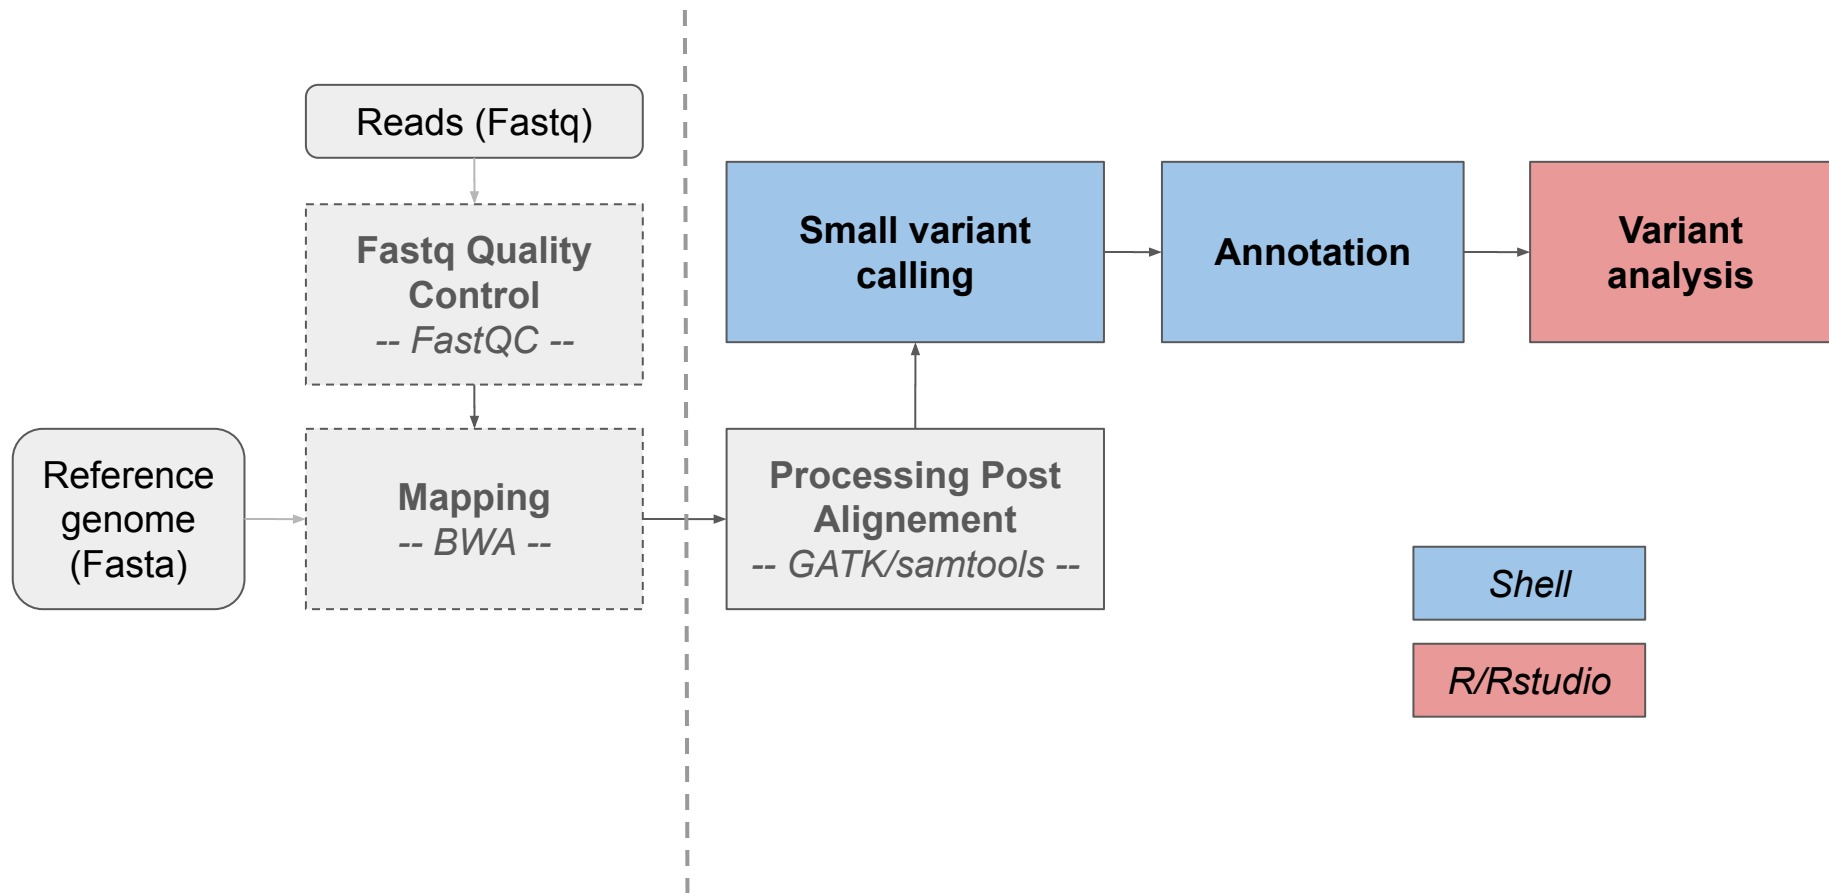 Reads (Fastq)
Fastq Quality
Control
-- FastQC --
Reference
genome
(Fasta)
Mapping
-- BWA --
Processing Post
Alignement
-- GATK/samtools --
Small variant
calling
Annotation
Variant
analysis
Shell
R/Rstudio